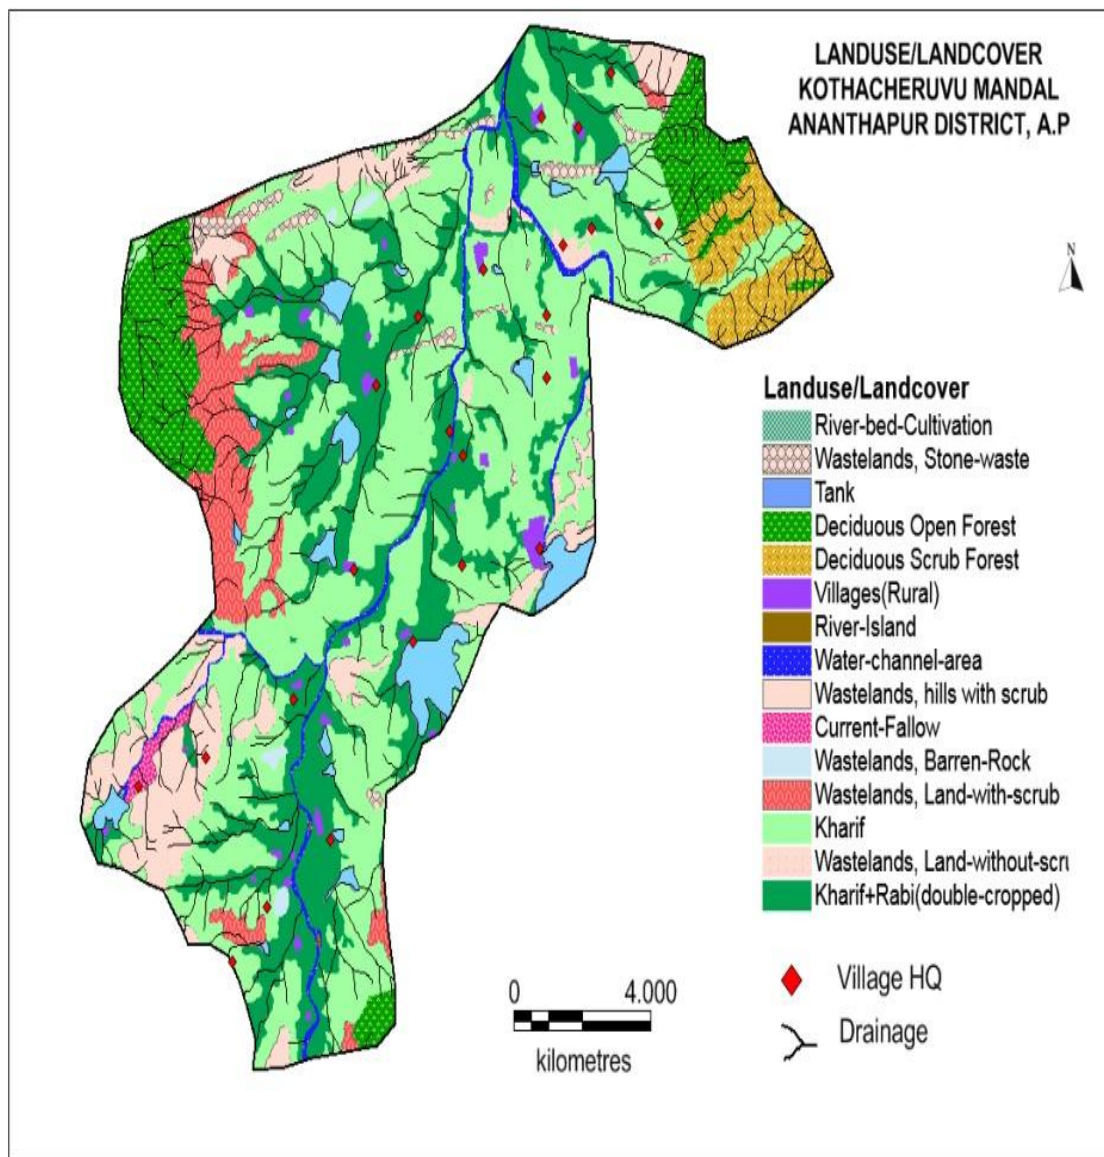 LANDUSE/LANDCOVER
KOTHACHERUVU MANDAL
ANANTHAPUR DISTRICT, A.P
N
Landuse/Landcover
River-bed-Cultivation
Wastelands, Stone-waste
Tank
Deciduous Open Forest
Deciduous Scrub Forest
Villages(Rural)
River-Island
Water-channel-area
Wastelands, hills with scrub
Current-Fallow
Wastelands, Barren-Rock
Wastelands, Land-with-scrub
Kharif
Wastelands, Land-without-scru
Kharif+Rabi(double-cropped)
Village HQ
Drainage
0 4.000
kilometres